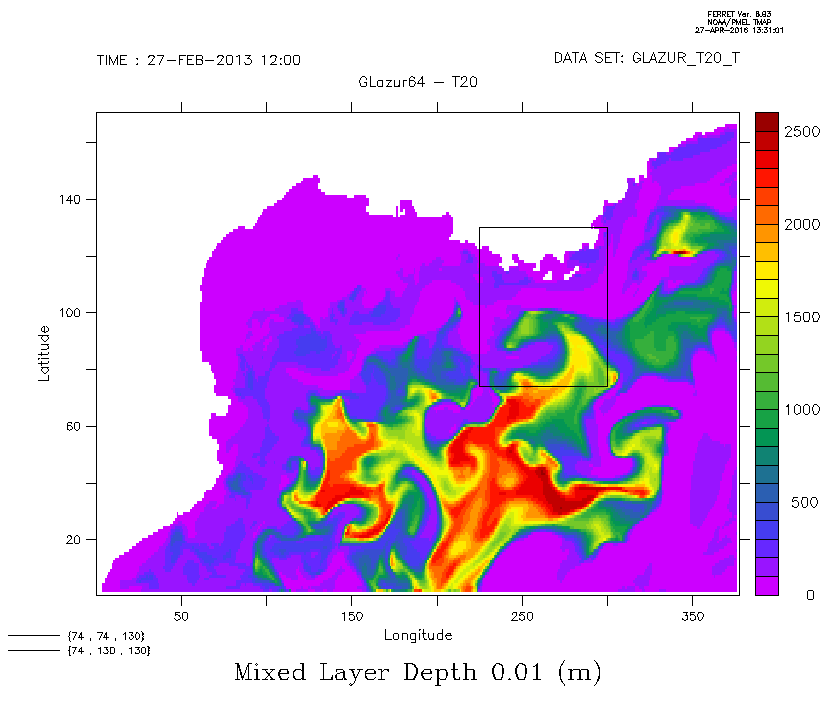 FERRET Ver. 6.93
NOAA/PMEL TMAP
27-APR-2016 13:31:01
TIME : 27-FEB-2013 12:00
DATA SET: GLAZUR_T20_T
GLazur64 - T20
2500
2000
1500
1000
500
0
140
100
60
20
Latitude
50
150
250
350
Longitude
{74 , 74 , 130}
{74 , 130 , 130}
Mixed Layer Depth 0.01 (m)